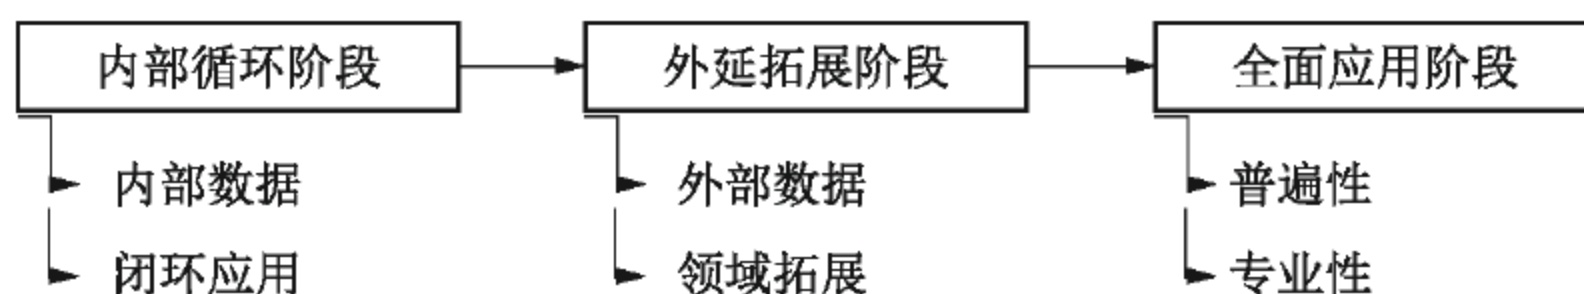 内部循环阶段
外延拓展阶段
全面应用阶段
内部数据
外部数据
普遍性
闭环应用
领域拓展
专业性